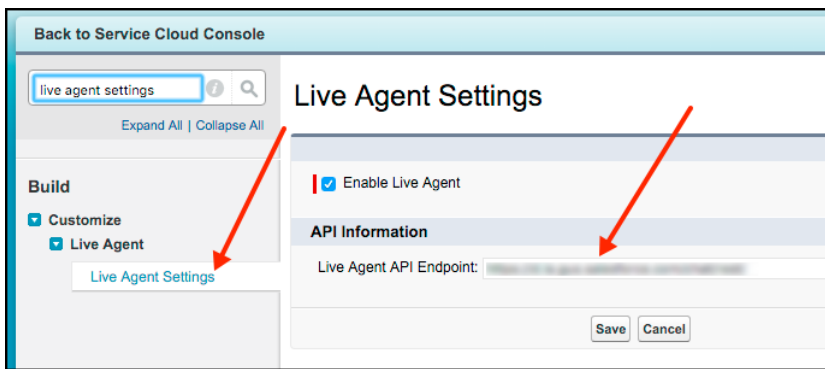 Back to Service Cloud Console
live agent settings
Expand All | Collapse All
Build
Customize
Live Agent
Live Agent Settings
Live Agent Settings
Enable Live Agent
API Information
Live Agent API Endpoint:
Save Cancel